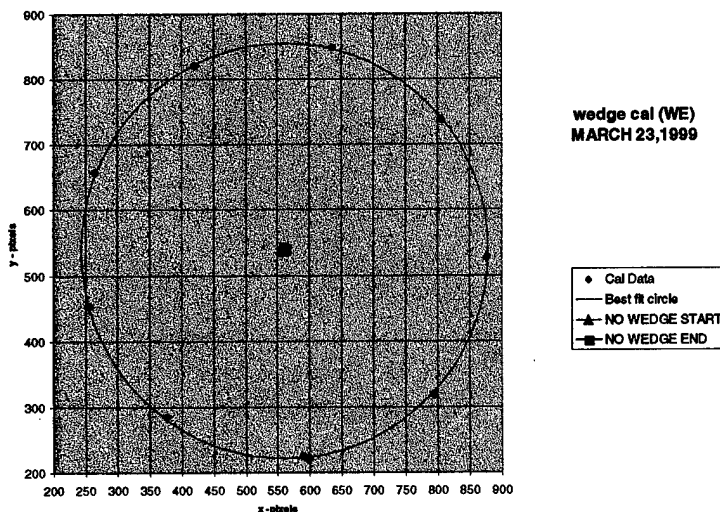 900
800
700
600
500
400
300
200
y - pixels
200 250 300 350 400 450 500 550 600 650 700 750 800 850 900
x -pixels
wedge cal (WE)
MARCH 23,1999
Cal Data
Best fit circle
NO WEDGE START
NO WEDGE END